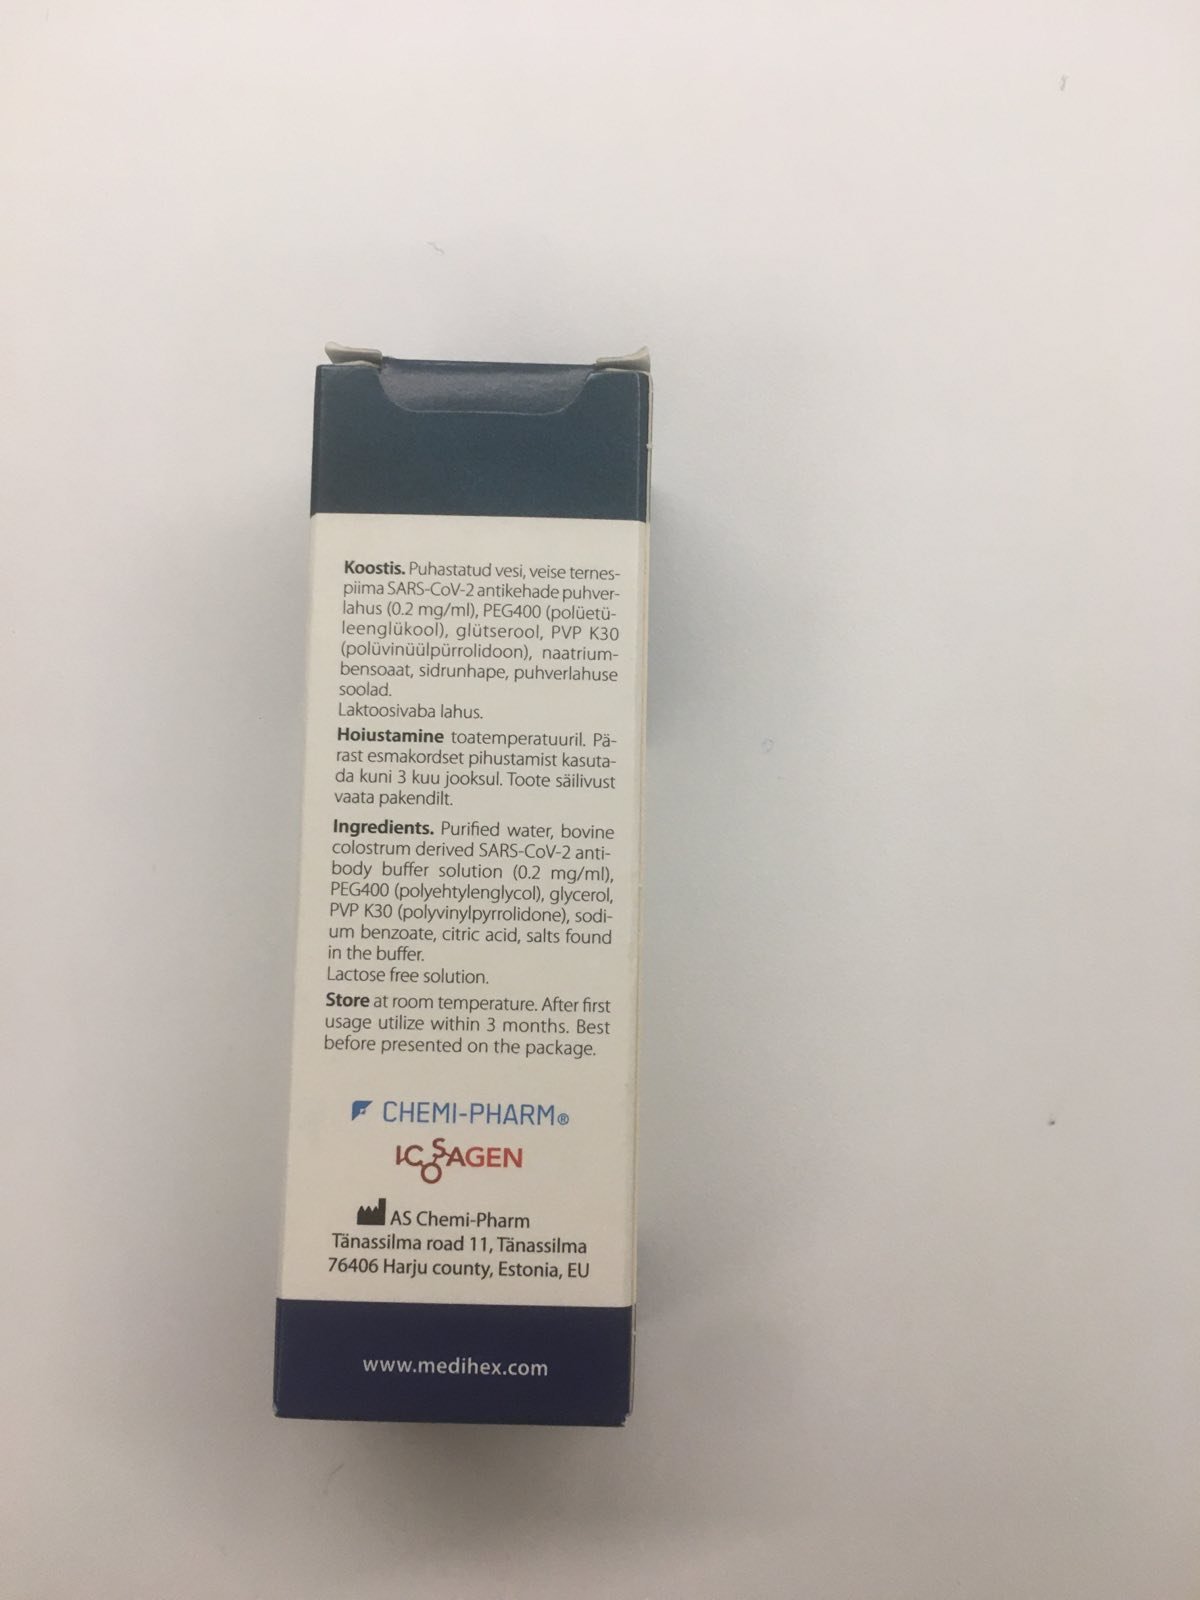 Koostis. Puhastatud vesi, veise ternes-
piima SARS-CoV-2 antikehade puhver-
lahus (0.2 mg/ml), PEG400 (polüetü-
leenglükool), glütserool, PVP K30
(polüvinüülpürrolidoon), naatrium-
bensoaat, sidrunhape, puhverlahuse
soolad.
Laktoosivaba lahus.
Hoiustamine toatemperatuuril. Pä-
rast esmakordset pihustamist kasuta-
da kuni 3 kuu jooksul. Toote säilivust
vaata pakendilt.
Ingredients. Purified water, bovine
colostrum derived SARS-CoV-2 anti-
body buffer solution (0.2 mg/ml),
PEG400 (polyehtylenglycol), glycerol,
PVP K30 (polyvinylpyrrolidone), sodi-
um benzoate, citric acid, salts found
in the buffer.
Lactose free solution.
Store at room temperature. After first
usage utilize within 3 months. Best
before presented on the package.
CHEMI-PHARM®
ICOSAGEN
AS Chemi-Pharm
Tänassilma road 11, Tänassilma
76406 Harju county, Estonia, EU
www.medihex.com